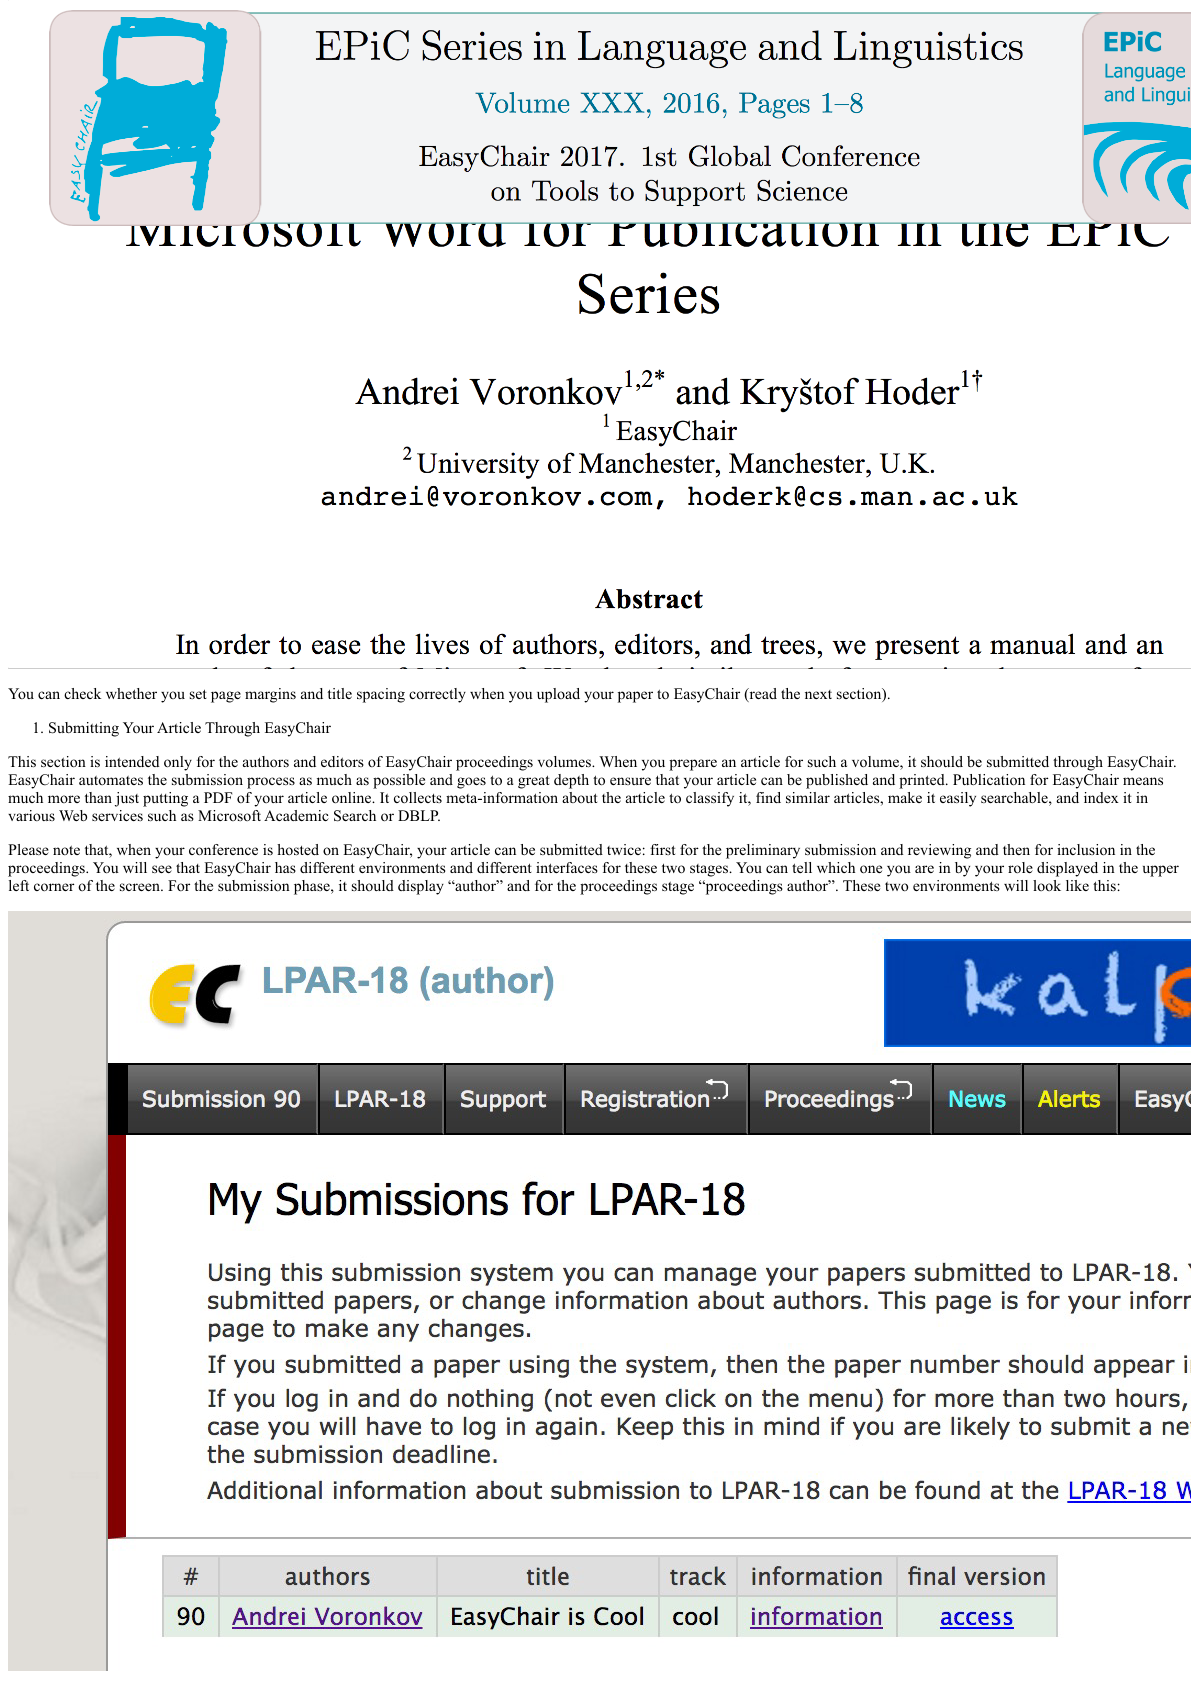 EASY CHAIR
EPiC Series in Language and Linguistics
Volume XXX, 2016, Pages 1–8
EasyChair 2017. 1st Global Conference
on Tools to Support Science
EPiC
Language
and Lingui
Microsoft Word for Publication in the EPiC
Series
Andrei Voronkov1,2* and Kryštof Hoder1†
1 EasyChair
2 University of Manchester, Manchester, U.K.
andrei@voronkov.com, hoderk@cs.man.ac.uk
Abstract
In order to ease the lives of authors, editors, and trees, we present a manual and an
You can check whether you set page margins and title spacing correctly when you upload your paper to EasyChair (read the next section).
1. Submitting Your Article Through EasyChair
This section is intended only for the authors and editors of EasyChair proceedings volumes. When you prepare an article for such a volume, it should be submitted through EasyChair.
EasyChair automates the submission process as much as possible and goes to a great depth to ensure that your article can be published and printed. Publication for EasyChair means
much more than just putting a PDF of your article online. It collects meta-information about the article to classify it, find similar articles, make it easily searchable, and index it in
various Web services such as Microsoft Academic Search or DBLP.
Please note that, when your conference is hosted on EasyChair, your article can be submitted twice: first for the preliminary submission and reviewing and then for inclusion in the
proceedings. You will see that EasyChair has different environments and different interfaces for these two stages. You can tell which one you are in by your role displayed in the upper
left corner of the screen. For the submission phase, it should display “author” and for the proceedings stage “proceedings author”. These two environments will look like this:
EC LPAR-18 (author)
kalp
Submission 90 LPAR-18 Support Registration Proceedings News Alerts EasyC
My Submissions for LPAR-18
Using this submission system you can manage your papers submitted to LPAR-18. Y
submitted papers, or change information about authors. This page is for your inforn
page to make any changes.
If you submitted a paper using the system, then the paper number should appear i
If you log in and do nothing (not even click on the menu) for more than two hours,
case you will have to log in again. Keep this in mind if you are likely to submit a ne
the submission deadline.
Additional information about submission to LPAR-18 can be found at the LPAR-18 W
# authors title track information final version
90 Andrei Voronkov EasyChair is Cool cool information access